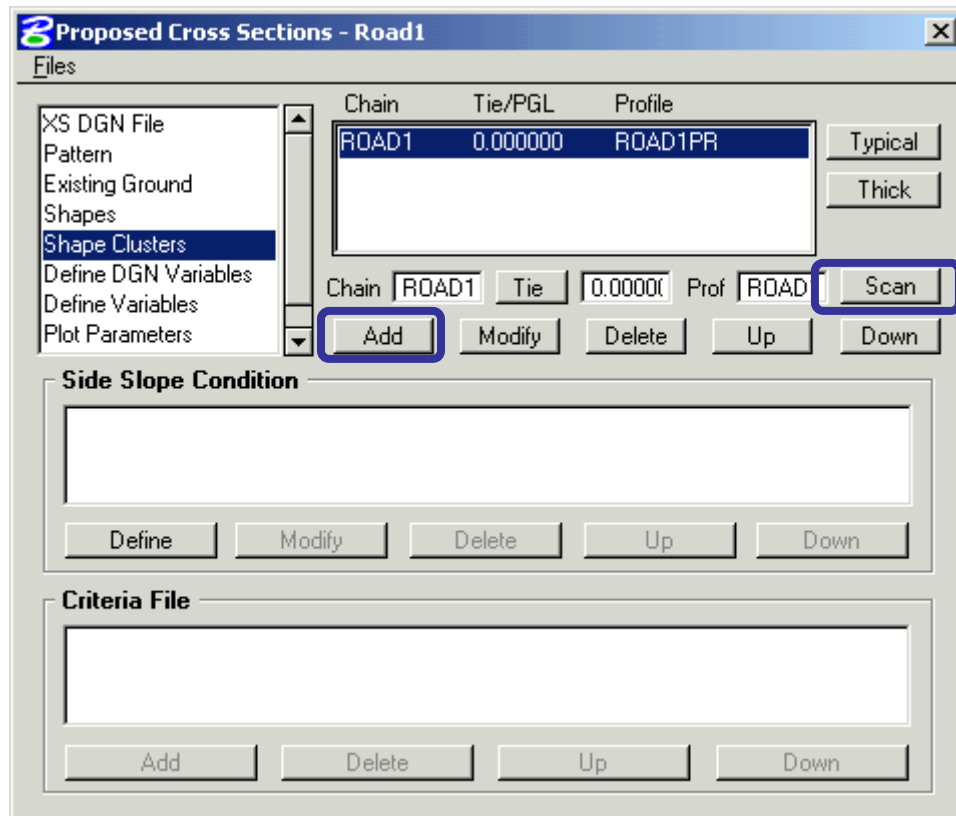 Proposed Cross Sections - Road1
Files
XS DGN File
Pattern
Existing Ground
Shapes
Shape Clusters
Define DGN Variables
Define Variables
Plot Parameters
Chain Tie/PGL Profile
ROAD1 0.000000 ROAD1PR
Typical
Thick
Chain ROAD1 Tie 0.0000( Prof ROAD Scan
Add Modify Delete Up Down
Side Slope Condition
Define Modify Delete Up Down
Criteria File
Add Delete Up Down